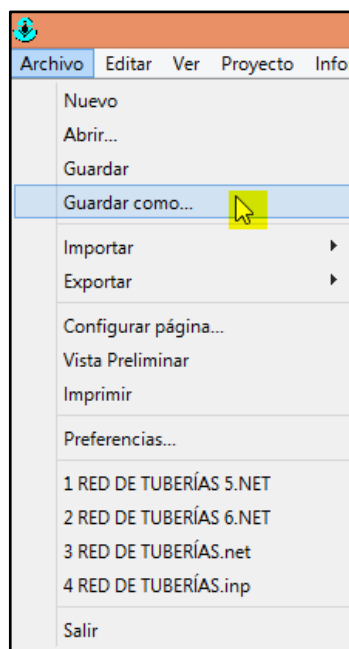 Archivo Editar Ver Proyecto Info
Nuevo
Abrir...
Guardar
Guardar como...
Importar
Exportar
Configurar página...
Vista Preliminar
Imprimir
Preferencias...
1 RED DE TUBERÍAS 5.NET
2 RED DE TUBERÍAS 6.NET
3 RED DE TUBERÍAS.net
4 RED DE TUBERÍAS.inp
Salir